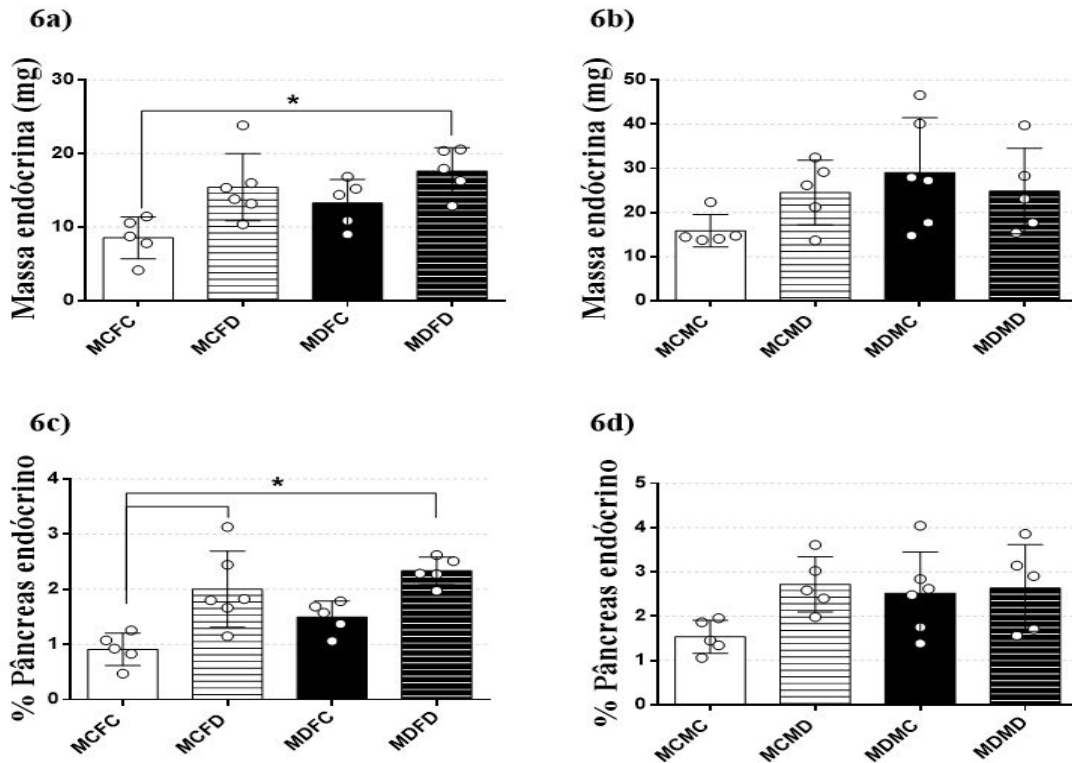 6a)
Massa endócrina (mg)
30
20
10
0
*
MCFC
MCFD
MDFC
MDFD
6b)
Massa endócrina (mg)
50
40
30
20
10
0
MCMC
MCMD
MDMC
MDMD
6c)
% Pâncreas endócrino
4
3
2
1
0
*
MCFC
MCFD
MDFC
MDFD
6d)
% Pâncreas endócrino
5
4
3
2
1
0
MCMC
MCMD
MDMC
MDMD